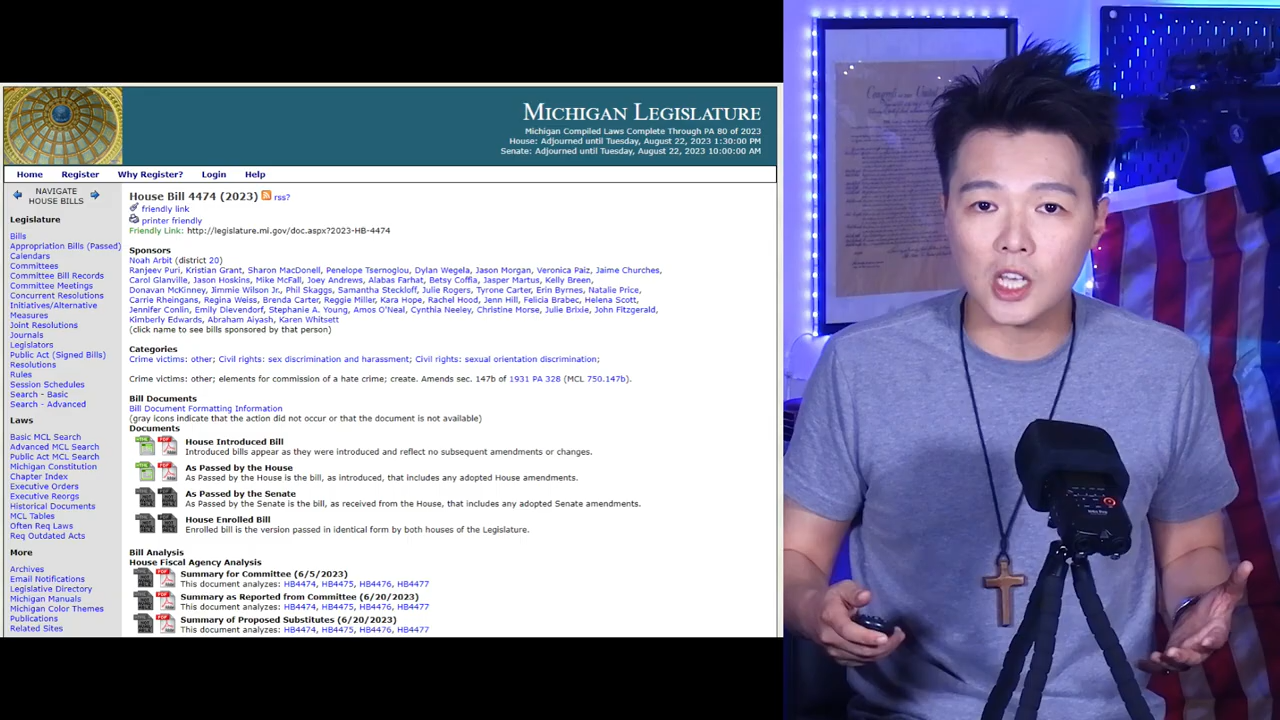 MICHIGAN LEGISLATURE
Michigan Compiled Laws Complete Through PA 80 of 2023
House: Adjourned until Tuesday, August 22, 2023 1:30:00 PM
Senate: Adjourned until Tuesday, August 22, 2023 10:00:00 AM
Home Register Why Register? Login Help
NAVIGATE
HOUSE BILLS
Legislature
Bills
Appropriation Bills (Passed)
Calendars
Committees
Committee Bill Records
Committee Meetings
Concurrent Resolutions
Initiatives/Alternative
Measures
Joint Resolutions
Journals
Legislators
Public Act (Signed Bills)
Resolutions
Rules
Session Schedules
Search - Basic
Search - Advanced
Laws
Basic MCL Search
Advanced MCL Search
Public Act MCL Search
Michigan Constitution
Chapter Index
Executive Orders
Executive Reorgs
Historical Documents
MCL Tables
Often Req Laws
Req Outdated Acts
More
Archives
Email Notifications
Legislative Directory
Michigan Manuals
Michigan Color Themes
Publications
Related Sites
House Bill 4474 (2023) rss?
friendly link
printer friendly
Friendly Link: http://legislature.mi.gov/doc.aspx?2023-HB-4474
Sponsors
Noah Arbit (district 20)
Ranjeev Puri, Kristian Grant, Sharon MacDonell, Penelope Tsernoglou, Dylan Wegela, Jason Morgan, Veronica Paiz, Jaime Churches,
Carol Glanville, Jason Hoskins, Mike McFall, Joey Andrews, Alabas Farhat, Betsy Coffia, Jasper Martus, Kelly Breen,
Donavan McKinney, Jimmie Wilson Jr., Phil Skaggs, Samantha Steckloff, Julie Rogers, Tyrone Carter, Erin Byrnes, Natalie Price,
Carrie Rheingans, Regina Weiss, Brenda Carter, Reggie Miller, Kara Hope, Rachel Hood, Jenn Hill, Felicia Brabec, Helena Scott,
Jennifer Conlin, Emily Dievendorf, Stephanie A. Young, Amos O'Neal, Cynthia Neeley, Christine Morse, Julie Brixie, John Fitzgerald,
Kimberly Edwards, Abraham Aiyash, Karen Whitsett
(click name to see bills sponsored by that person)
Categories
Crime victims: other; Civil rights: sex discrimination and harassment; Civil rights: sexual orientation discrimination;
Crime victims: other; elements for commission of a hate crime; create. Amends sec. 147b of 1931 PA 328 (MCL 750.147b).
Bill Documents
Bill Document Formatting Information
(gray icons indicate that the action did not occur or that the document is not available)
Documents
House Introduced Bill
Introduced bills appear as they were introduced and reflect no subsequent amendments or changes.
As Passed by the House
As Passed by the House is the bill, as introduced, that includes any adopted House amendments.
As Passed by the Senate
As Passed by the Senate is the bill, as received from the House, that includes any adopted Senate amendments.
House Enrolled Bill
Enrolled bill is the version passed in identical form by both houses of the Legislature.
Bill Analysis
House Fiscal Agency Analysis
Summary for Committee (6/5/2023)
This document analyzes: HB4474, HB4475, HB4476, HB4477
Summary as Reported from Committee (6/20/2023)
This document analyzes: HB4474, HB4475, HB4476, HB4477
Summary of Proposed Substitutes (6/20/2023)
This document analyzes: HB4474, HB4475, HB4476, HB4477